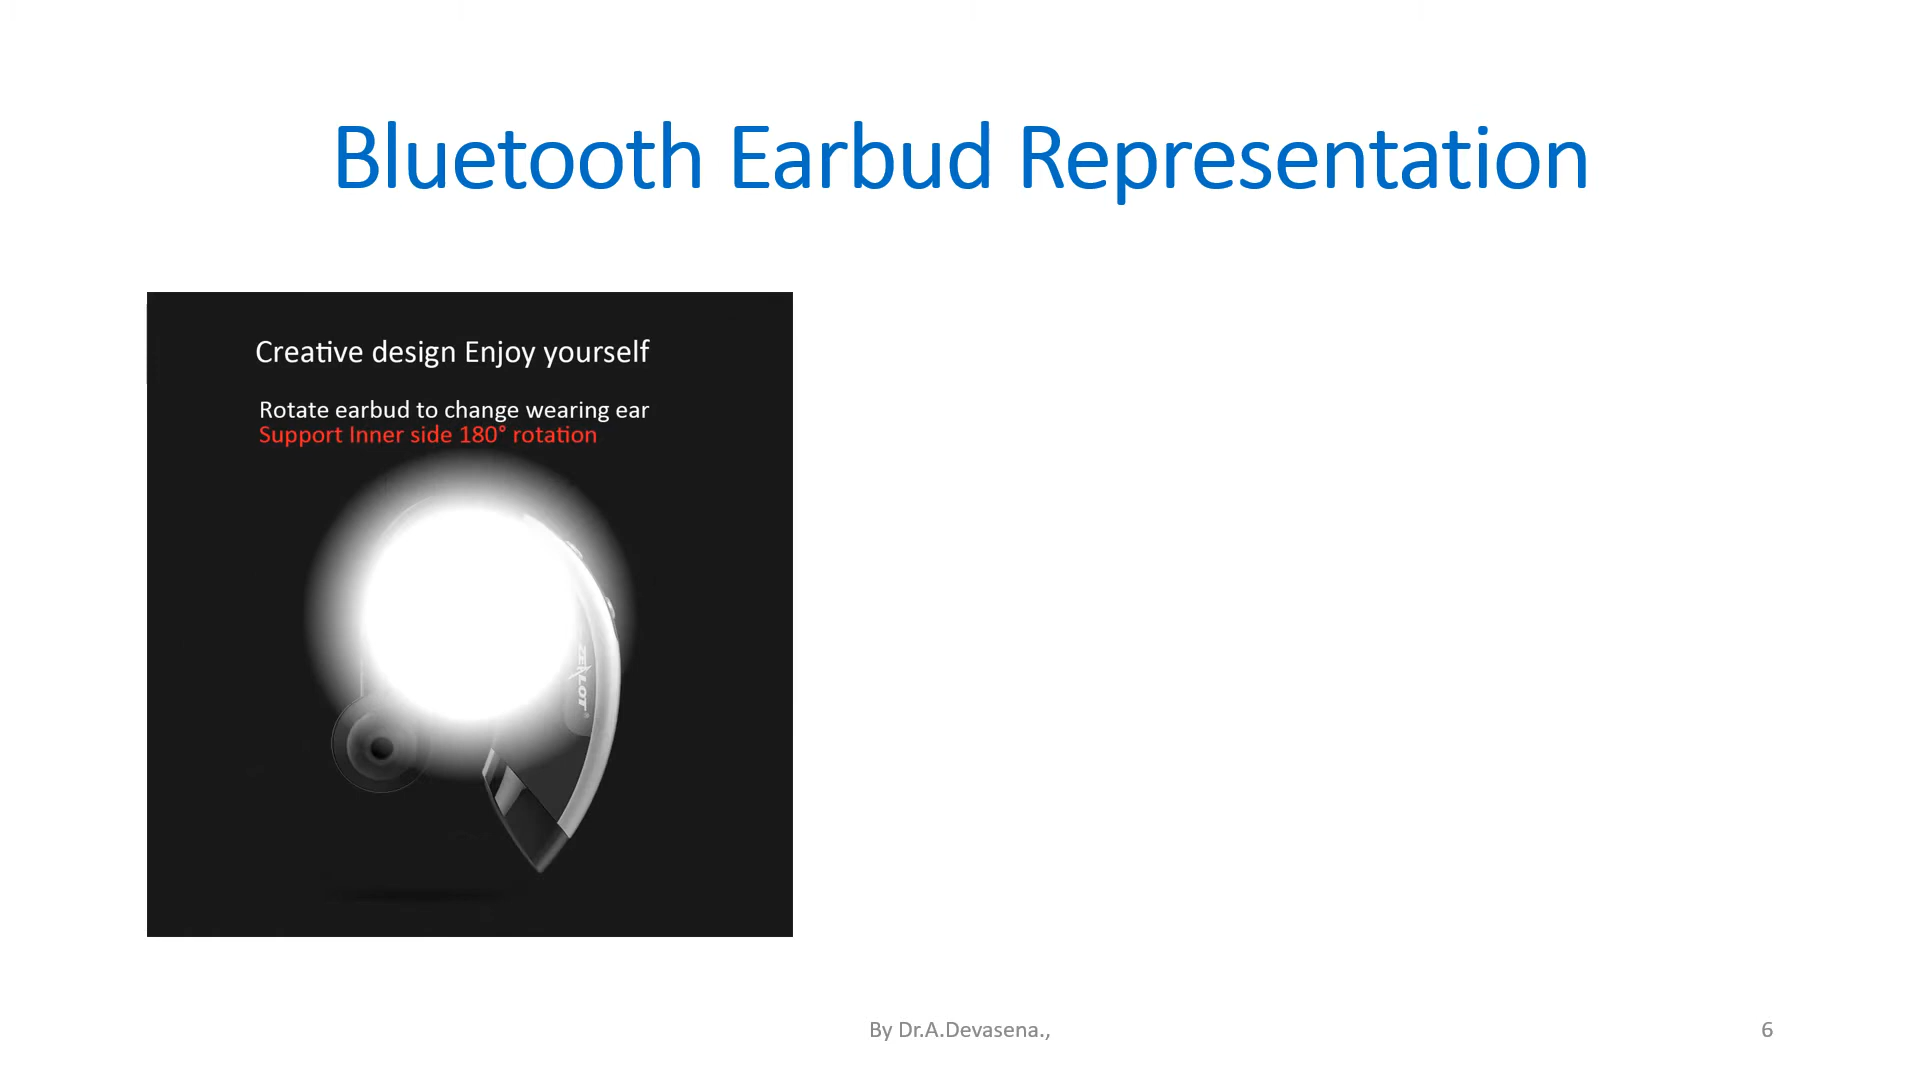 Bluetooth Earbud Representation
Creative design Enjoy yourself
Rotate earbud to change wearing ear
Support Inner side 180° rotation
ZEALOT
By Dr.A.Devasena.,
6